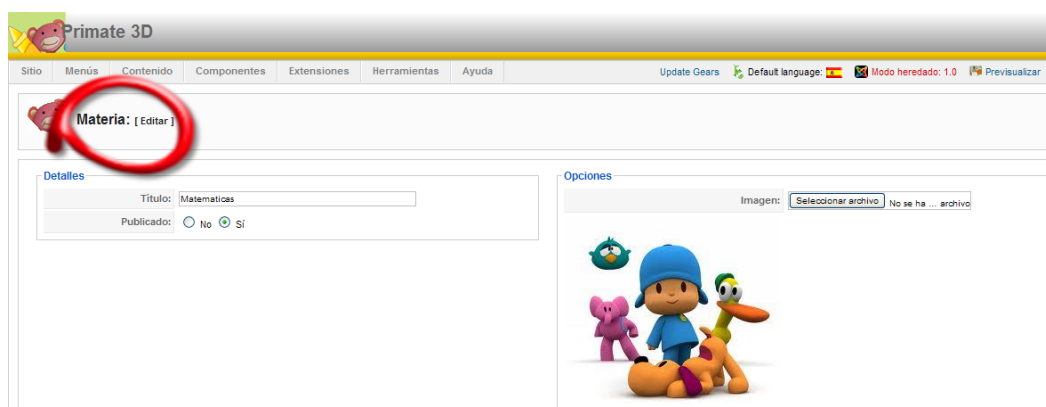 Primate 3D
Sitio Menús Contenido Componentes Extensiones Herramientas Ayuda Update Gears Default language: Modo heredado: 1.0 Previsualizar
Materia: [ Editar ]
Detalles
Titulo: Matematicas
Publicado: No Sí
Opciones
Imagen: Seleccionar archivo No se ha ... archivo